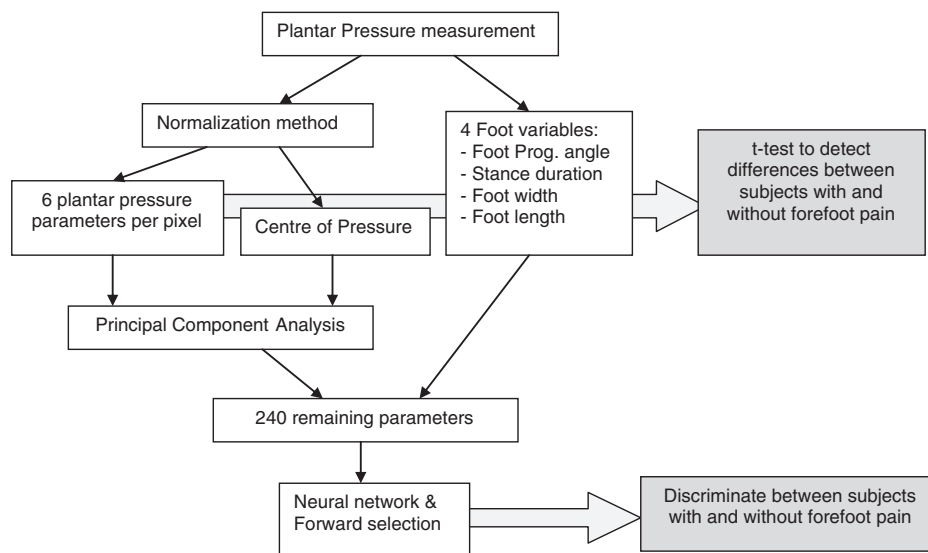 Plantar Pressure measurement
Normalization method
4 Foot variables:
- Foot Prog. angle
- Stance duration
- Foot width
- Foot length
t-test to detect
differences between
subjects with and
without forefoot pain
6 plantar pressure
parameters per pixel
Centre of Pressure
Principal Component Analysis
240 remaining parameters
Neural network &
Forward selection
Discriminate between subjects
with and without forefoot pain